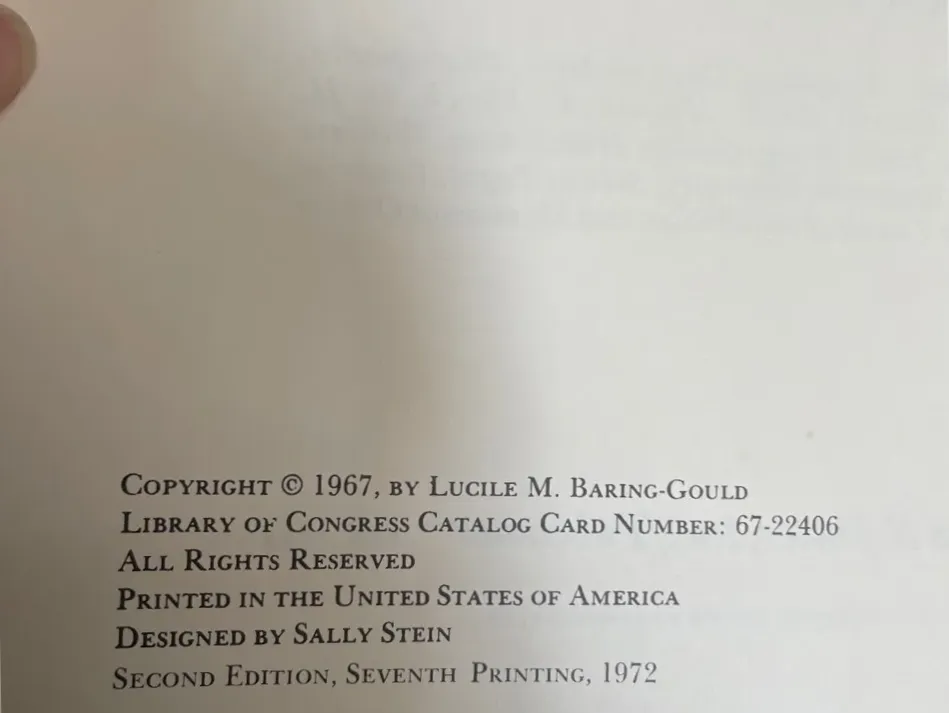 Copyright © 1967, by Lucile M. Baring-Gould
Library of Congress Catalog Card Number: 67-22406
All Rights Reserved
Printed in the United States of America
Designed by Sally Stein
Second Edition, Seventh Printing, 1972